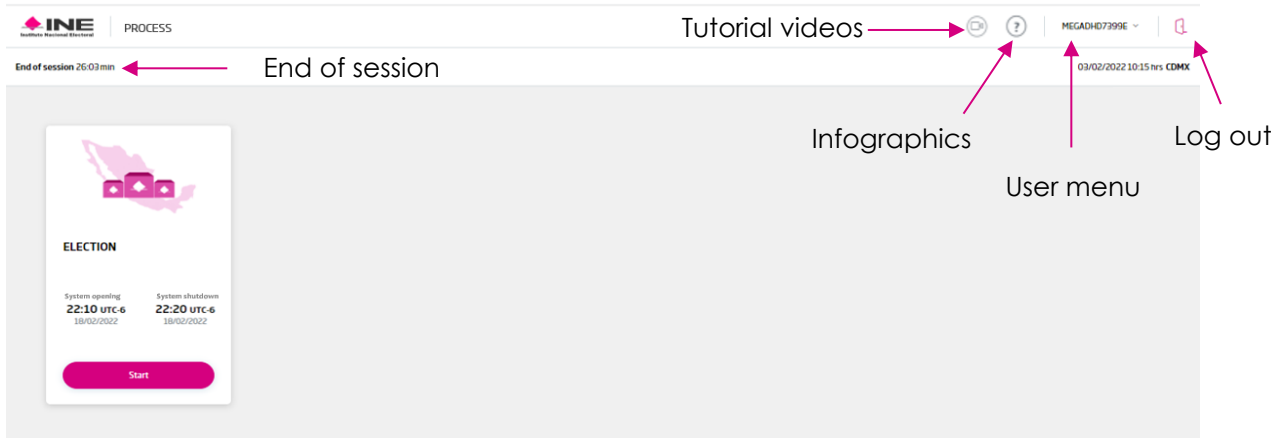 INE
Instituto Nacional Electoral
PROCESS
Tutorial videos
?
MEGADHD7399E
End of session 26:03 min
End of session
03/02/2022 10:15 hrs CDMX
Infographics
Log out
User menu
ELECTION
System opening System shutdown
22:10 UTC-6 22:20 UTC-6
18/02/2022 18/02/2022
Start